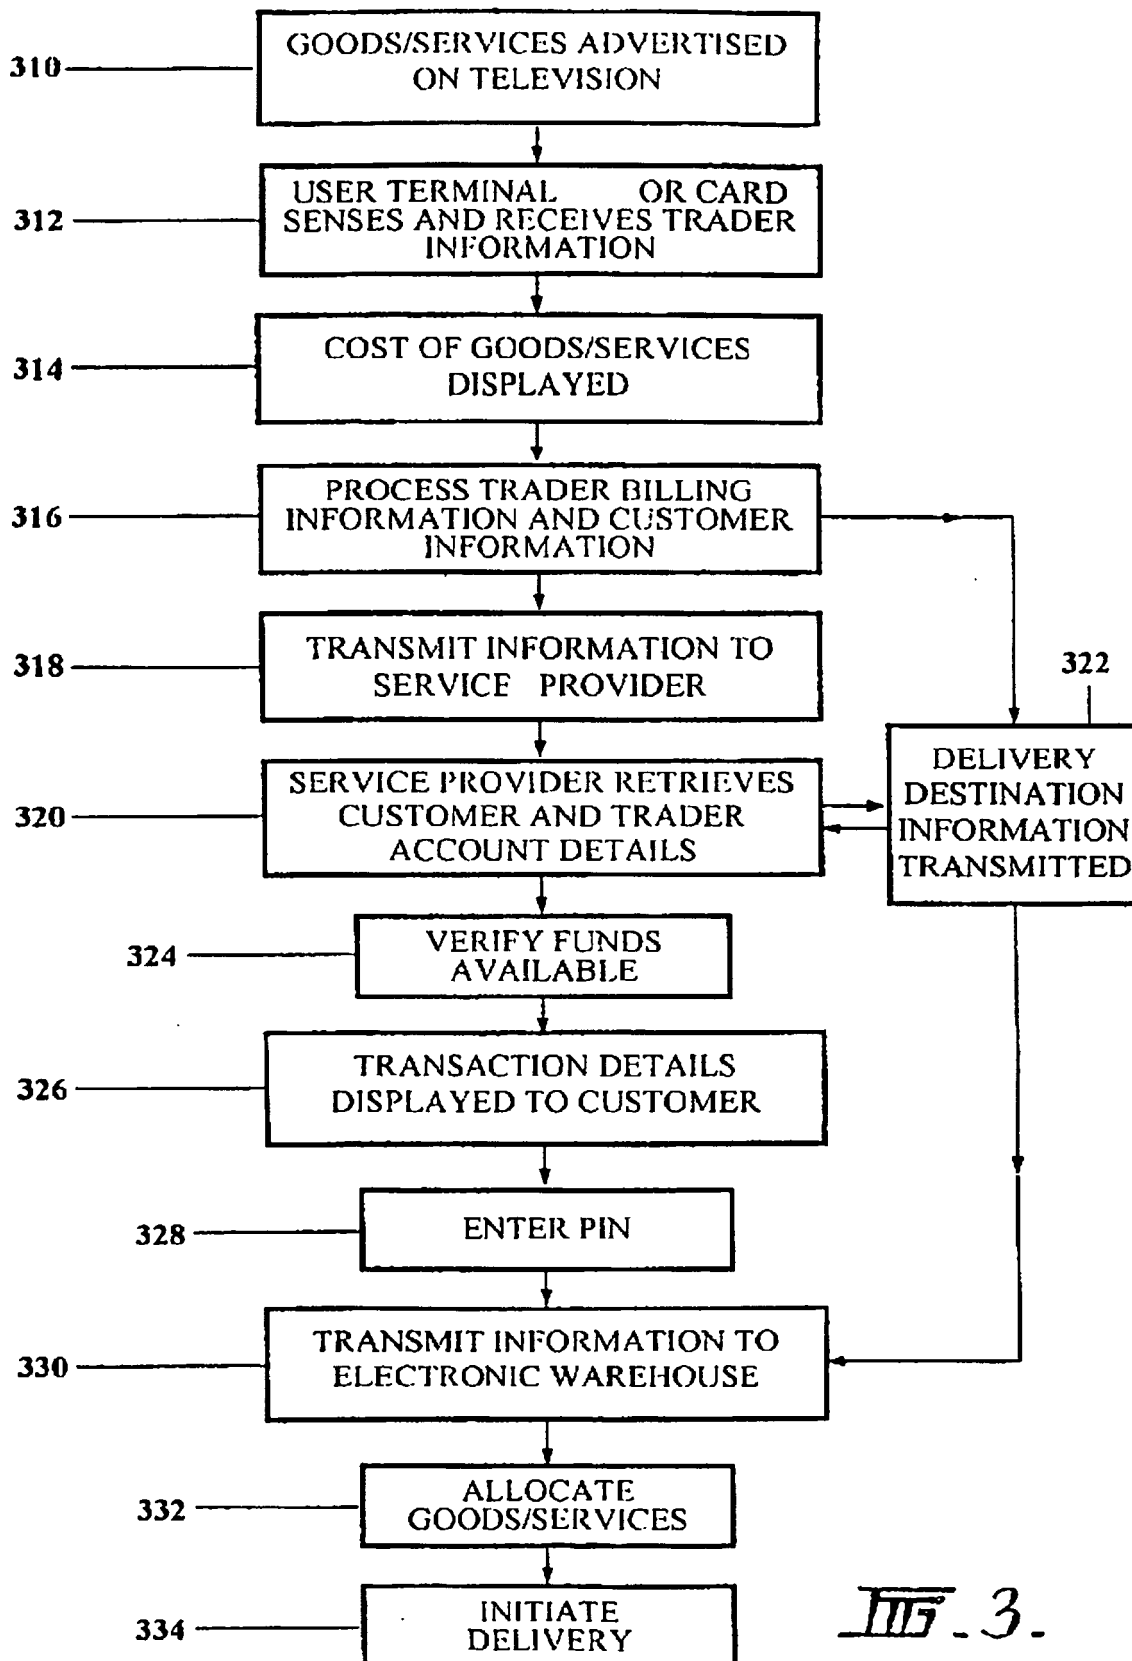 310
GOODS/SERVICES ADVERTISED
ON TELEVISION
312
USER TERMINAL OR CARD
SENSES AND RECEIVES TRADER
INFORMATION
314
COST OF GOODS/SERVICES
DISPLAYED
316
PROCESS TRADER BILLING
INFORMATION AND CUSTOMER
INFORMATION
318
TRANSMIT INFORMATION TO
SERVICE PROVIDER
322
DELIVERY
DESTINATION
INFORMATION
TRANSMITTED
320
SERVICE PROVIDER RETRIEVES
CUSTOMER AND TRADER
ACCOUNT DETAILS
324
VERIFY FUNDS
AVAILABLE
326
TRANSACTION DETAILS
DISPLAYED TO CUSTOMER
328
ENTER PIN
330
TRANSMIT INFORMATION TO
ELECTRONIC WAREHOUSE
332
ALLOCATE
GOODS/SERVICES
334
INITIATE
DELIVERY
FIG. 3.